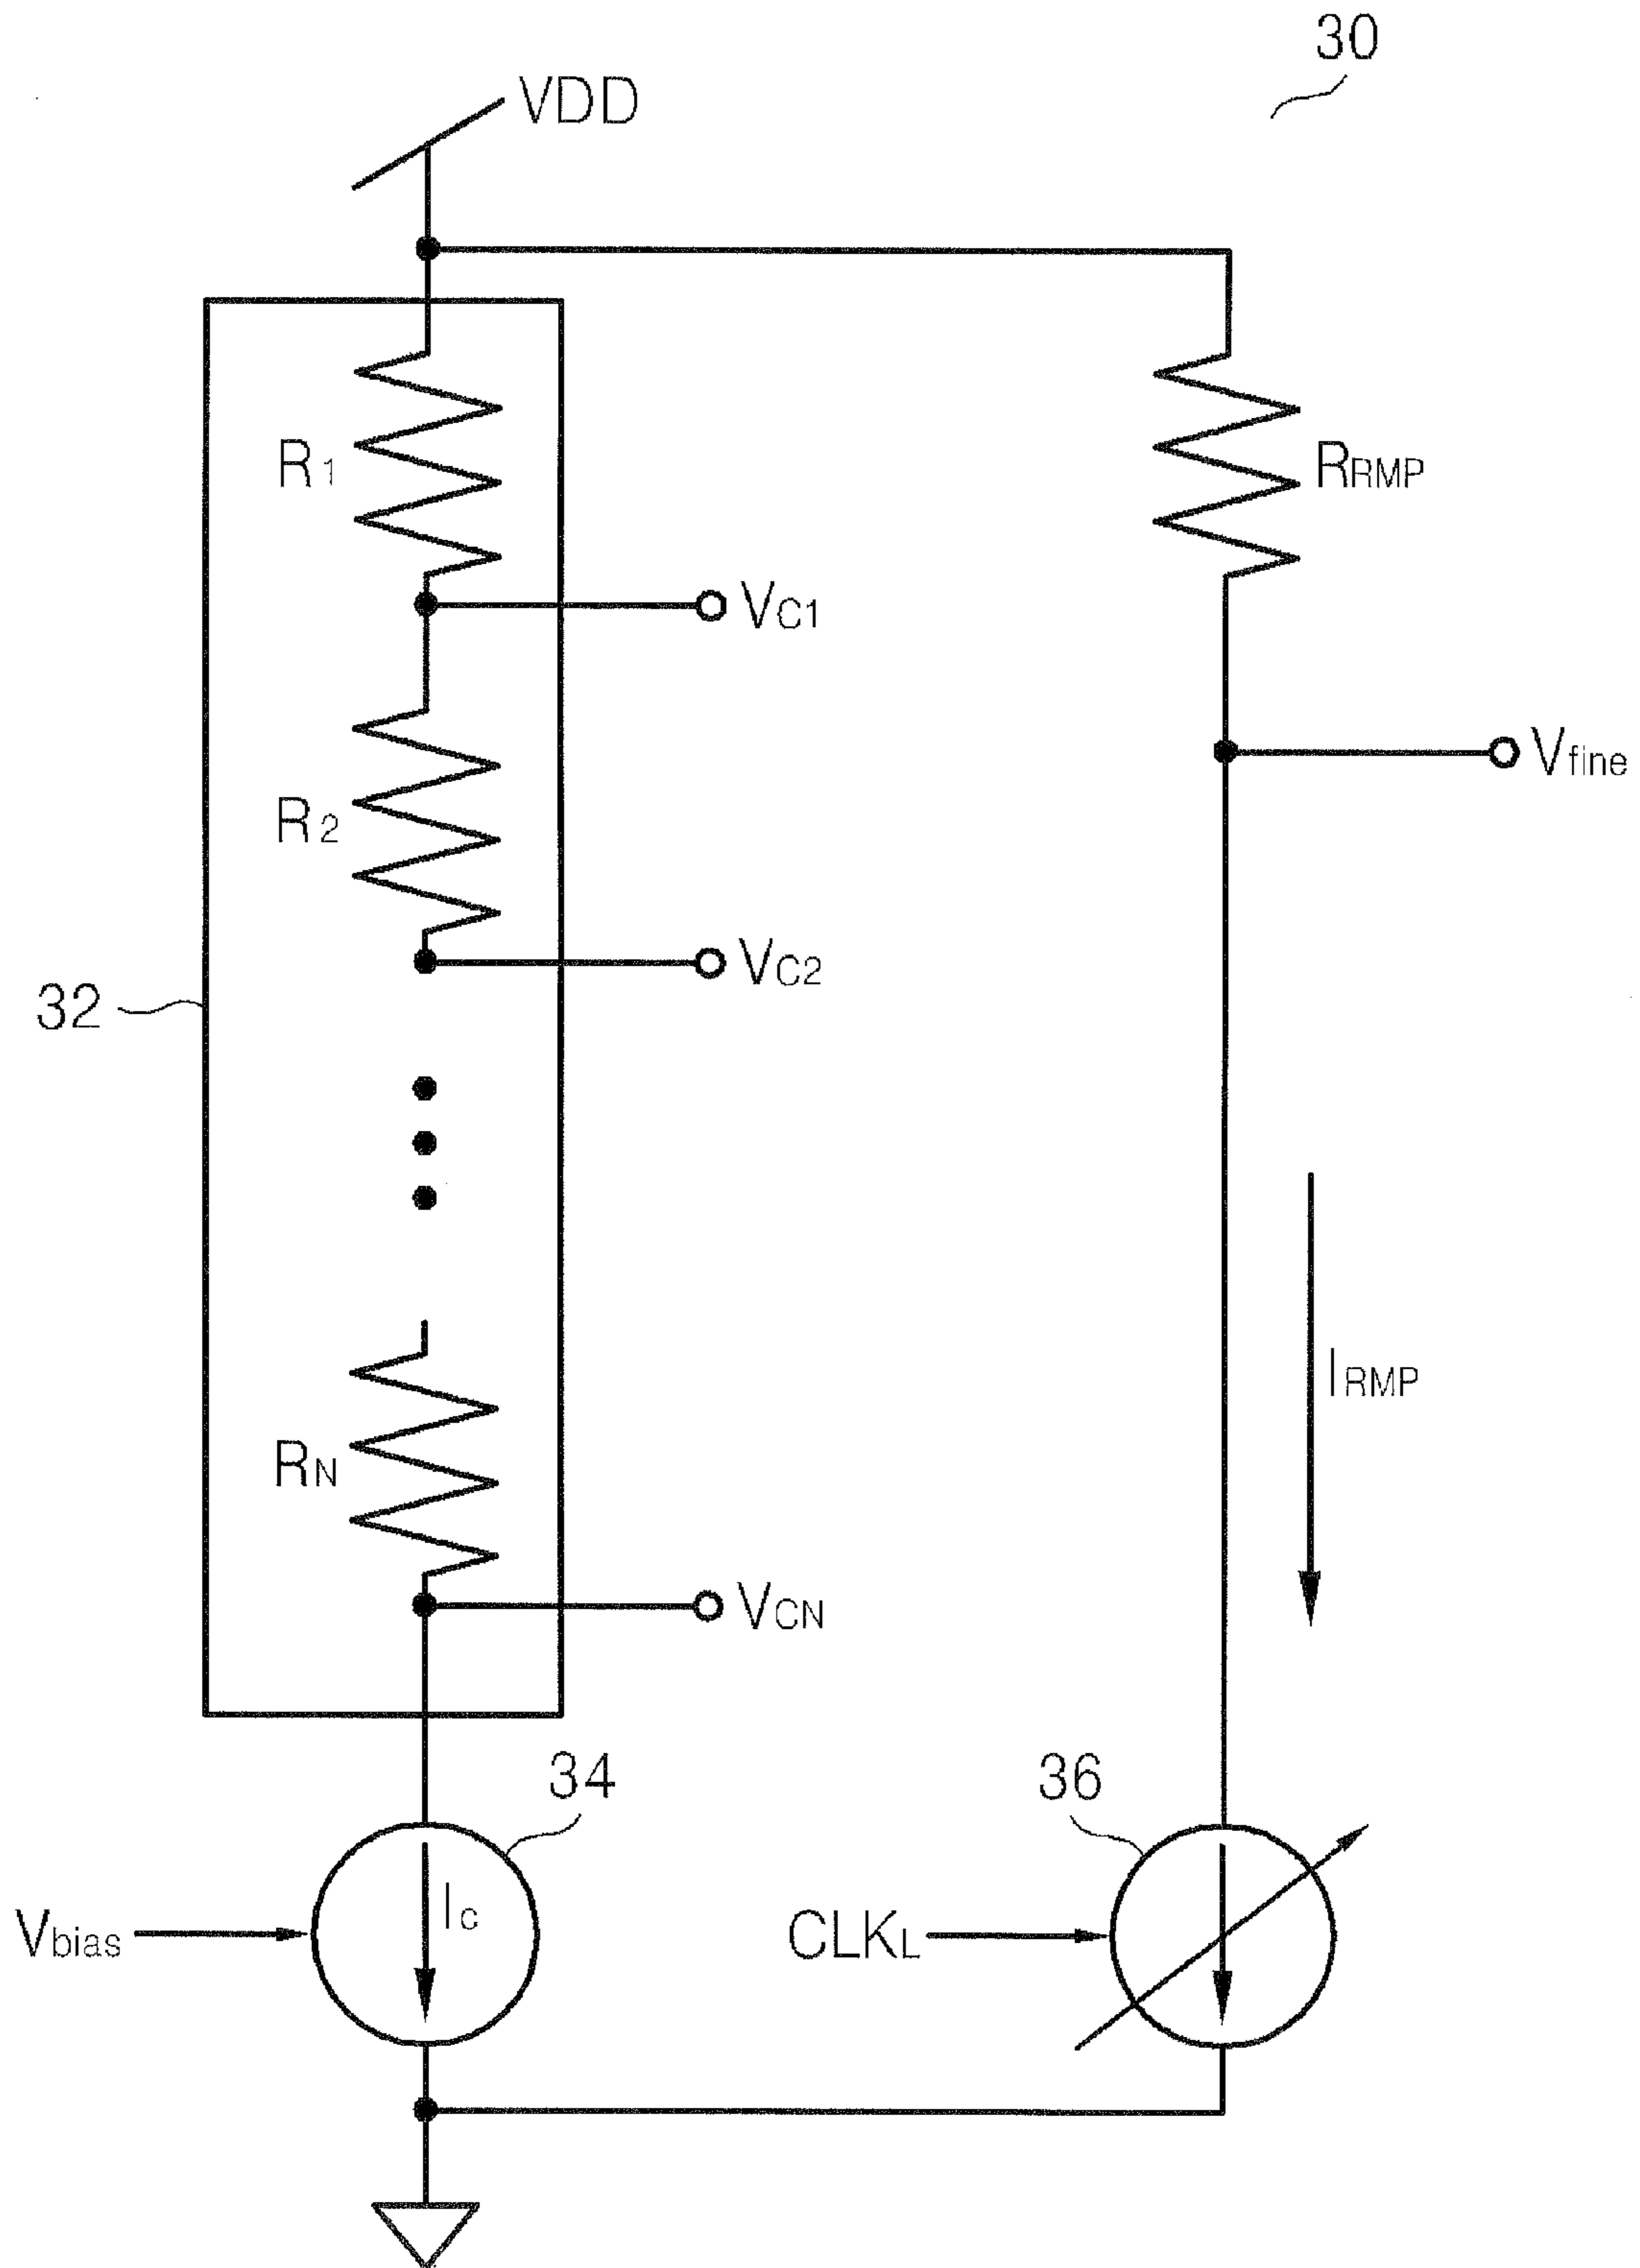 30
VDD
R1
RRMP
VC1
Vfine
R2
VC2
32
IRMP
RN
VCN
34
36
Vbias
Ic
CLKL